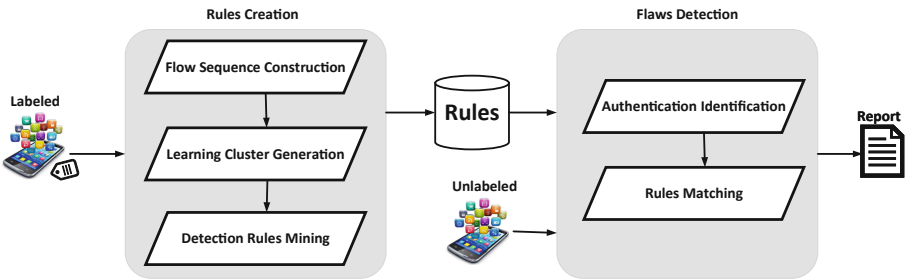 Rules Creation
Flaws Detection
Labeled
Flow Sequence Construction
Learning Cluster Generation
Detection Rules Mining
Rules
Unlabeled
Authentication Identification
Rules Matching
Report